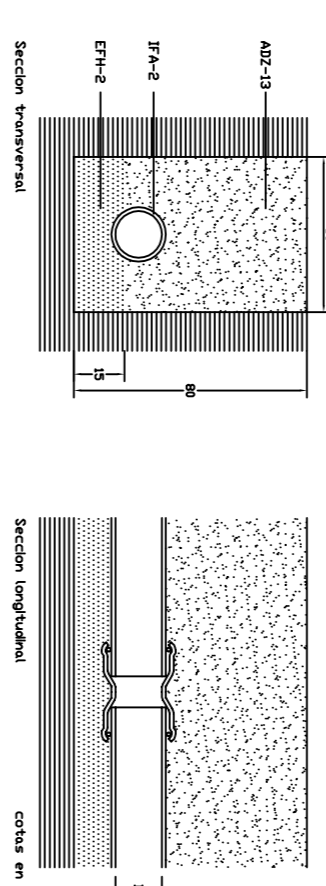 ADZ-13
IFA-2
EFH-2
15
80
Seccion transversal
Seccion longitudinal
cotas en